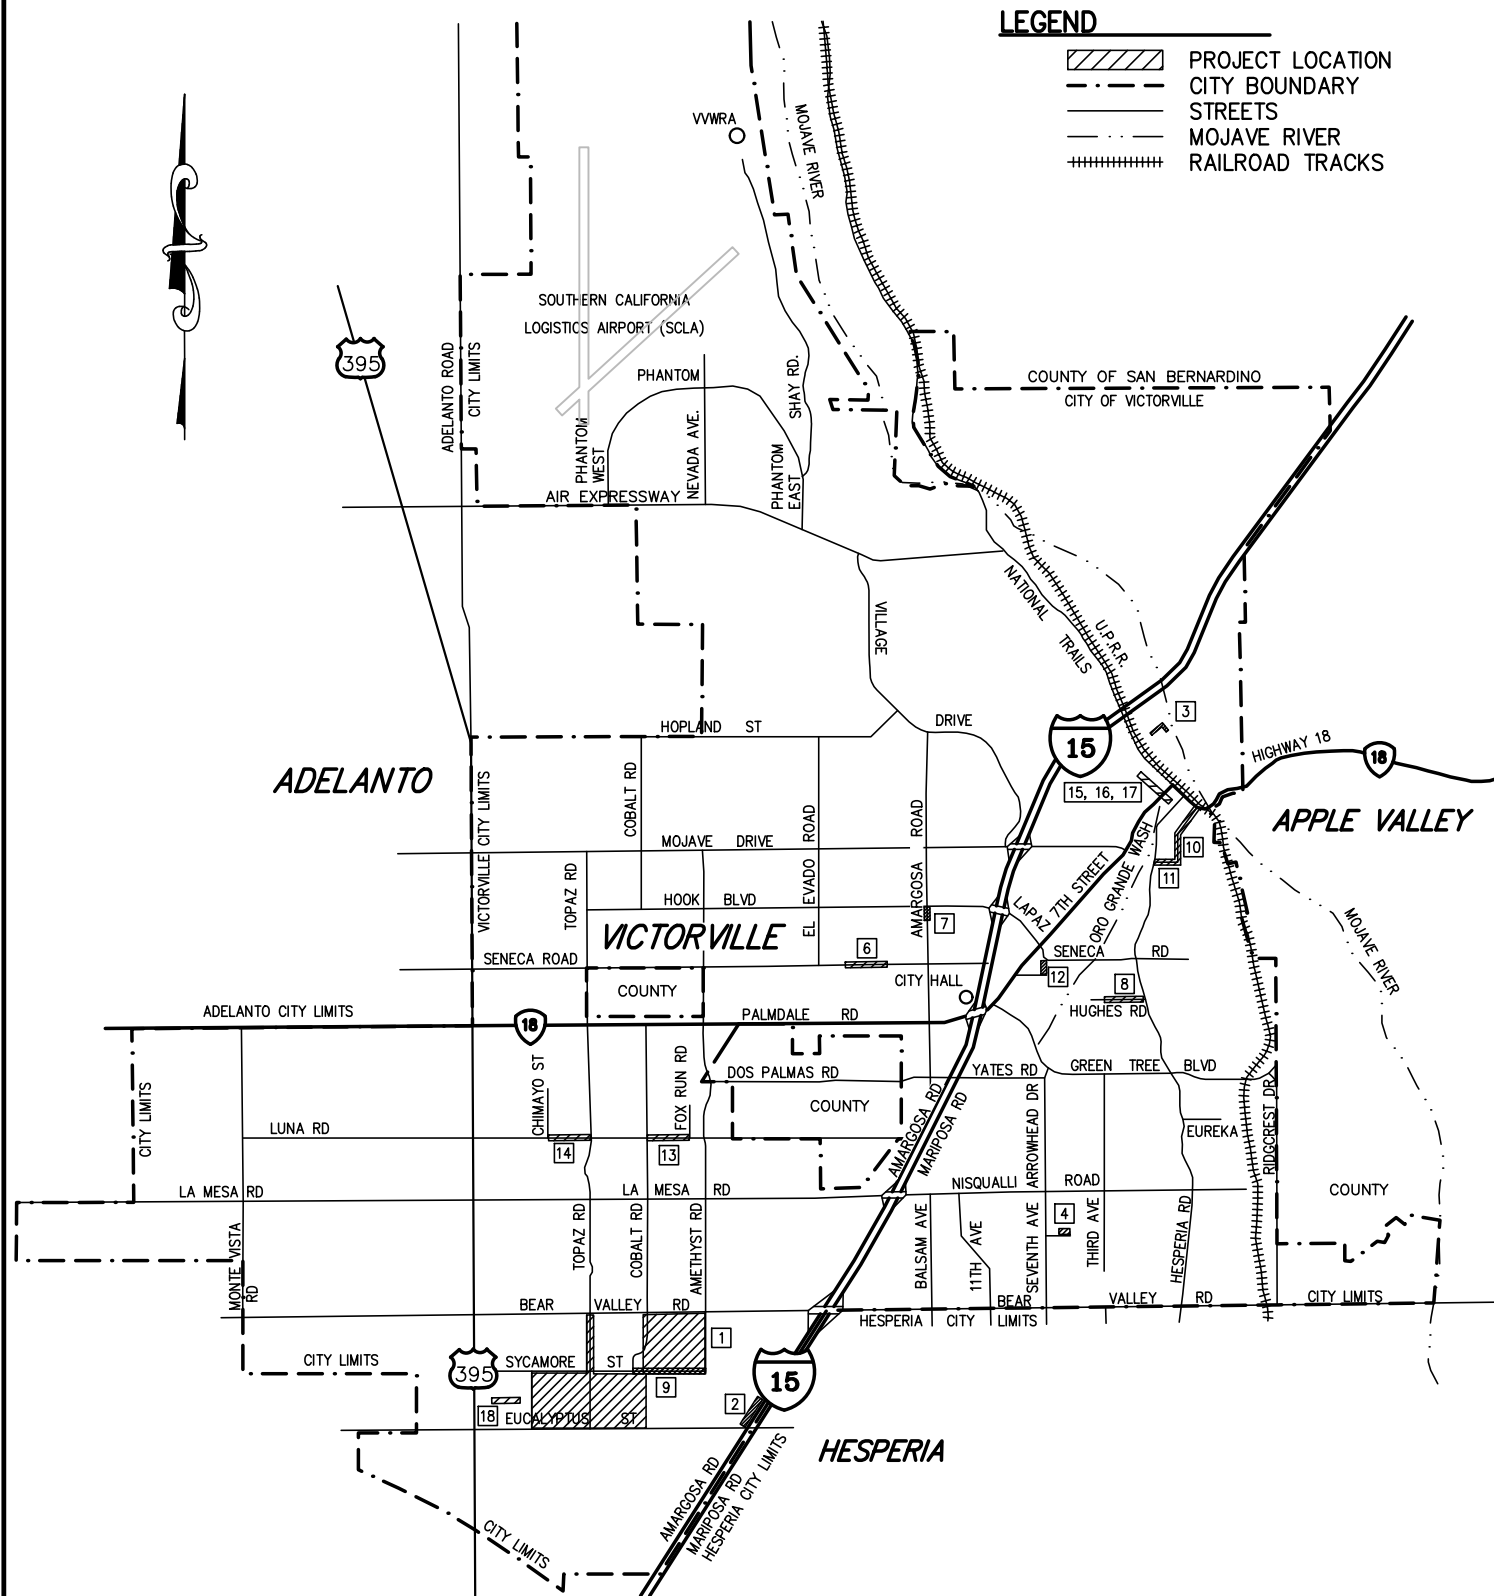 LEGEND
PROJECT LOCATION
CITY BOUNDARY
STREETS
MOJAVE RIVER
RAILROAD TRACKS
VVWRA
MOJAVE RIVER
SOUTHERN CALIFORNIA
LOGISTICS AIRPORT (SCLA)
395
ADELANTO ROAD
CITY LIMITS
PHANTOM
SHAY RD.
COUNTY OF SAN BERNARDINO
CITY OF VICTORVILLE
PHANTOM
WEST
NEVADA AVE.
PHANTOM
EAST
AIR EXPRESSWAY
NATIONAL
TRAILS
VILLAGE
U.P.R.R.
HOPLAND ST
DRIVE
3
15
HIGHWAY 18
18
ADELANTO
VICTORVILLE CITY LIMITS
COBALT RD
15, 16, 17
APPLE VALLEY
EL EVADO ROAD
AMARGOSA ROAD
MOJAVE DRIVE
10
11
TOPAZ RD
HOOK BLVD
LAPAZ
7TH STREET
ORO GRANDE WASH
MOJAVE RIVER
VICTORVILLE
7
6
SENECA ROAD
SENECA RD
CITY HALL
12
8
COUNTY
HUGHES RD
ADELANTO CITY LIMITS
18
PALMDALE RD
CITY LIMITS
CHIMAYO ST
FOX RUN RD
DOS PALMAS RD
YATES RD
GREEN TREE BLVD
COUNTY
AMARGOSA RD
MARIPOSA RD
ARROWHEAD DR
RIDGCREST DR
LUNA RD
EUREKA
14
13
LA MESA RD
LA MESA RD
NISQUALLI ROAD
COUNTY
MONTE VISTA
RD
TOPAZ RD
COBALT RD
AMETHYST RD
BALSAM AVE
11TH AVE
SEVENTH AVE
4
THIRD AVE
HESPERIA RD
BEAR VALLEY RD
BEAR VALLEY RD
CITY LIMITS
HESPERIA CITY LIMITS
1
CITY LIMITS
395
SYCAMORE ST
15
9
2
18
EUCALYPTUS ST
HESPERIA
AMARGOSA RD
MARIPOSA RD
HESPERIA CITY LIMITS
CITY LIMITS